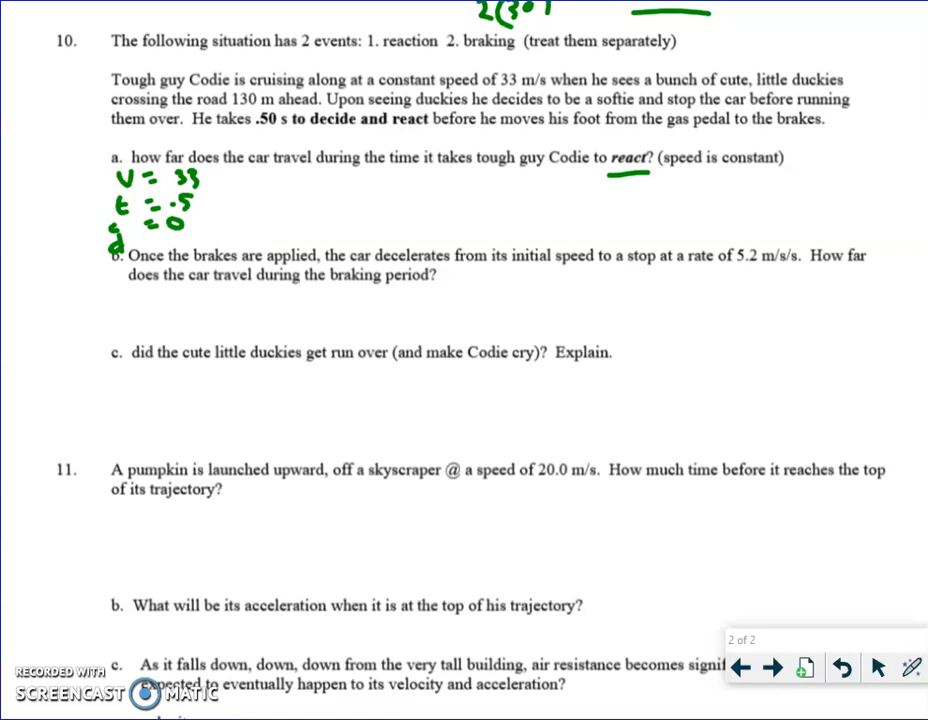 2(30)
10. The following situation has 2 events: 1. reaction 2. braking (treat them separately)
Tough guy Codie is cruising along at a constant speed of 33 m/s when he sees a bunch of cute, little duckies
crossing the road 130 m ahead. Upon seeing duckies he decides to be a softie and stop the car before running
them over. He takes .50 s to decide and react before he moves his foot from the gas pedal to the brakes.
a. how far does the car travel during the time it takes tough guy Codie to react? (speed is constant)
v = 33
t = .5
= 0
d
b. Once the brakes are applied, the car decelerates from its initial speed to a stop at a rate of 5.2 m/s/s. How far
does the car travel during the braking period?
c. did the cute little duckies get run over (and make Codie cry)? Explain.
11. A pumpkin is launched upward, off a skyscraper @ a speed of 20.0 m/s. How much time before it reaches the top
of its trajectory?
b. What will be its acceleration when it is at the top of his trajectory?
2 of 2
c. As it falls down, down, down from the very tall building, air resistance becomes signif
expected to eventually happen to its velocity and acceleration?
RECORDED WITH
SCREENCAST MATIC